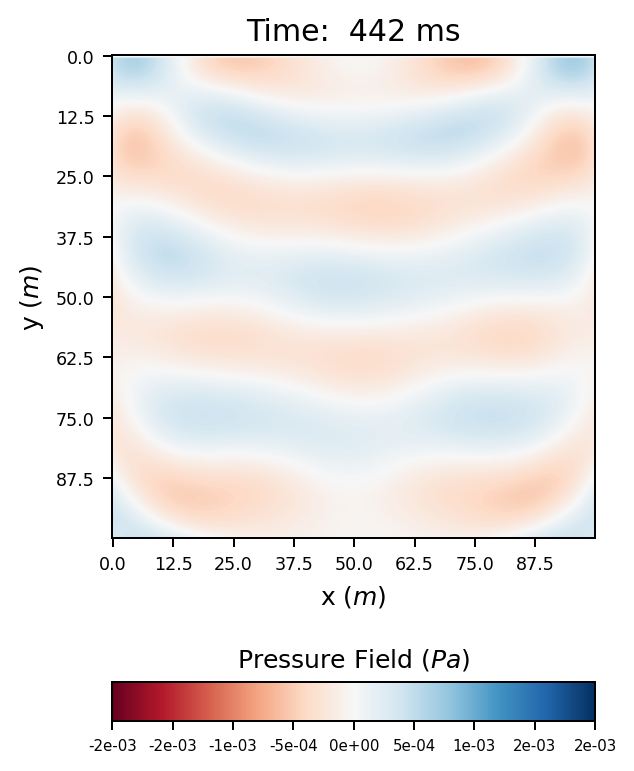 Time: 442 ms
0.0
12.5
25.0
37.5
50.0
62.5
75.0
87.5
y (m)
0.0 12.5 25.0 37.5 50.0 62.5 75.0 87.5
x (m)
Pressure Field (Pa)
-2e-03 -2e-03 -1e-03 -5e-04 0e+00 5e-04 1e-03 2e-03 2e-03